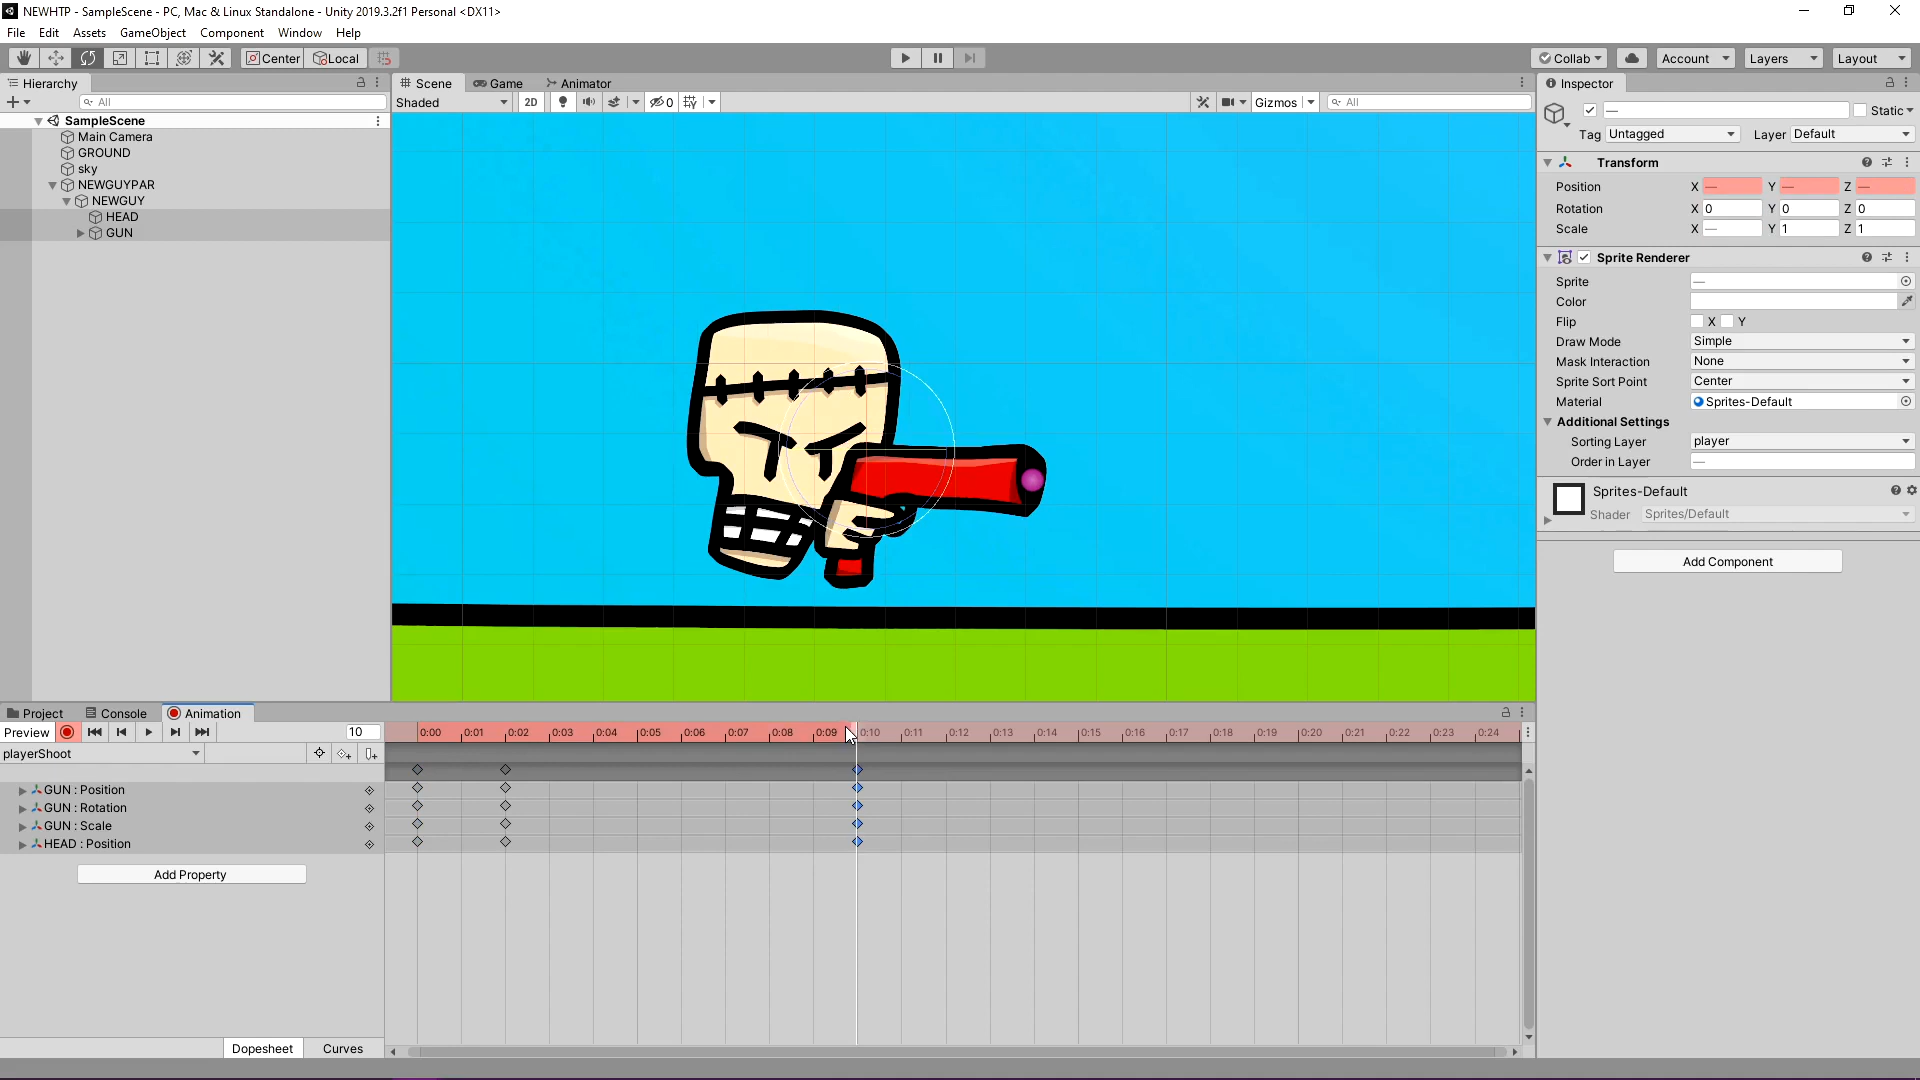 NEWHTP - SampleScene - PC, Mac & Linux Standalone - Unity 2019.3.2f1 Personal <DX11>
File Edit Assets GameObject Component Window Help
Center Local Collab Account Layers Layout
Hierarchy
All
SampleScene
Main Camera
GROUND
sky
NEWGUYPAR
NEWGUY
HEAD
GUN
Scene Game Animator
Shaded 2D 0 Gizmos All
Inspector
— Static
Tag Untagged Layer Default
Transform
Position X — Y — Z —
Rotation X 0 Y 0 Z 0
Scale X — Y 1 Z 1
Sprite Renderer
Sprite —
Color
Flip X Y
Draw Mode Simple
Mask Interaction None
Sprite Sort Point Center
Material Sprites-Default
Additional Settings
Sorting Layer player
Order in Layer —
Sprites-Default
Shader Sprites/Default
Add Component
Project Console Animation
Preview 10
0:00 0:01 0:02 0:03 0:04 0:05 0:06 0:07 0:08 0:09 0:10 0:11 0:12 0:13 0:14 0:15 0:16 0:17 0:18 0:19 0:20 0:21 0:22 0:23 0:24
playerShoot
GUN : Position
GUN : Rotation
GUN : Scale
HEAD : Position
Add Property
Dopesheet Curves